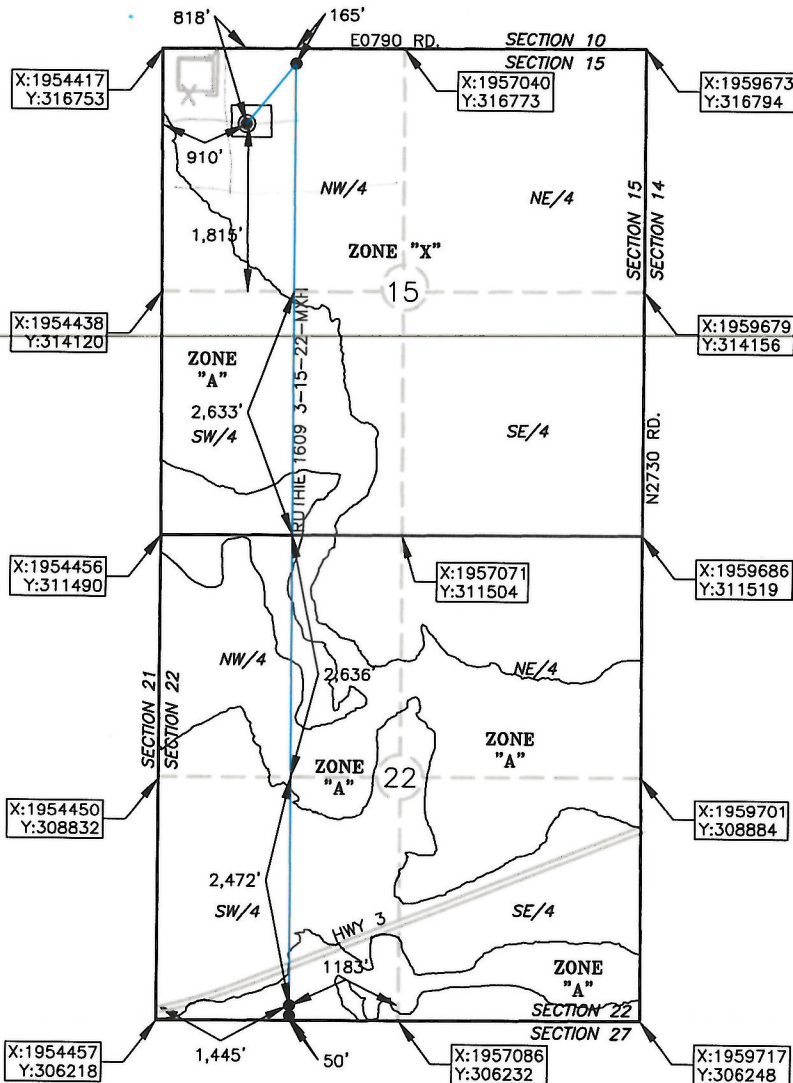 818'
165'
E0790 RD.
SECTION 10
SECTION 15
X:1954417
Y:316753
X:1957040
Y:316773
X:1959673
Y:316794
910'
NW/4
NE/4
1,815'
ZONE "X"
SECTION 15
SECTION 14
15
X:1954438
Y:314120
X:1959679
Y:314156
ZONE
"A"
2,633'
SW/4
RUTHIE 1609 3-15-22-MXH
SE/4
N2730 RD.
X:1954456
Y:311490
X:1957071
Y:311504
X:1959686
Y:311519
NW/4
2,636'
NE/4
SECTION 21
SECTION 22
ZONE
"A"
ZONE
"A"
22
X:1954450
Y:308832
X:1959701
Y:308884
2,472'
SW/4
HWY 3
SE/4
1183'
ZONE
"A"
SECTION 22
SECTION 27
X:1954457
Y:306218
1,445'
50'
X:1957086
Y:306232
X:1959717
Y:306248